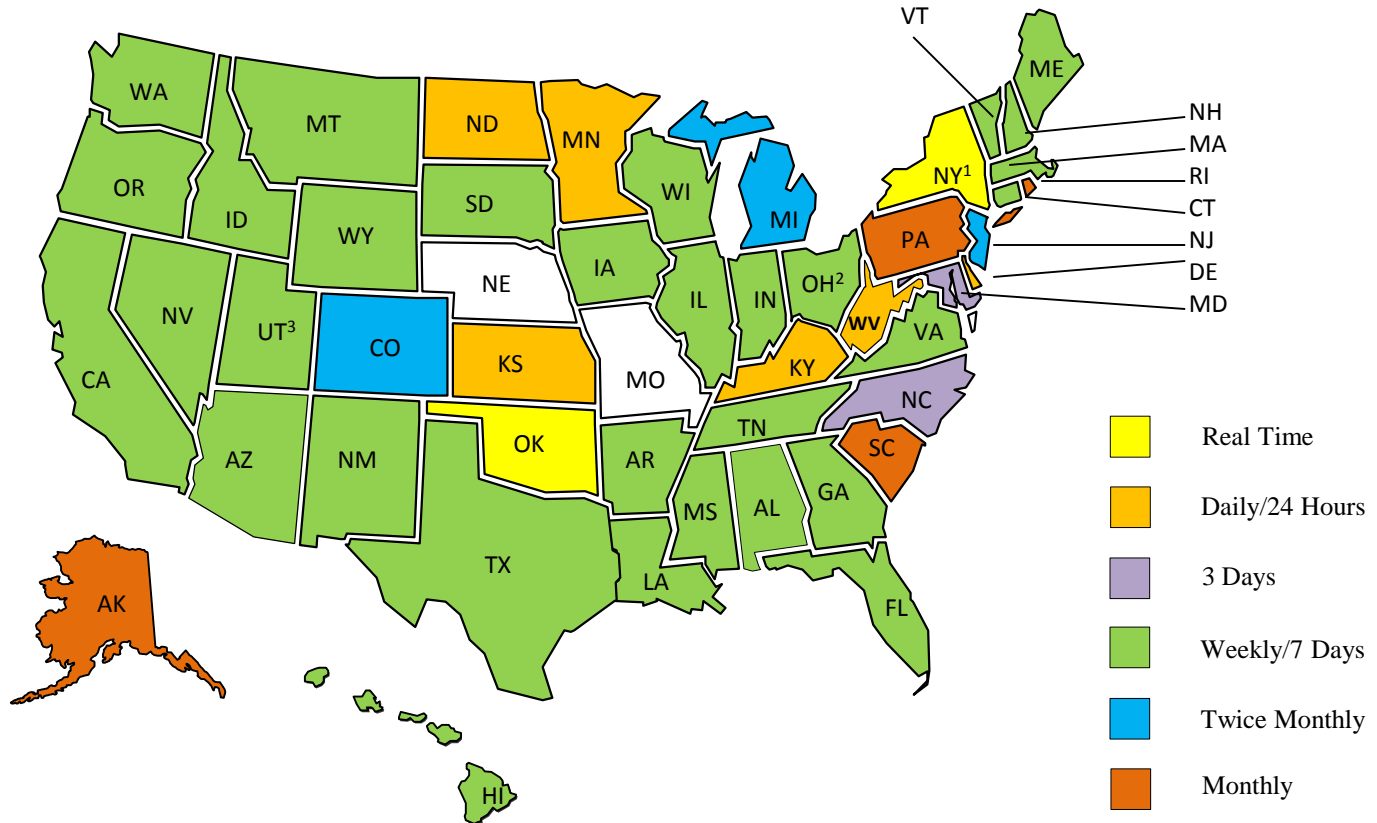 VT
ME
WA
MT
ND
MN
NH
MA
RI
CT
NJ
DE
MD
OR
ID
WY
SD
WI
MI
NY¹
PA
NE
IA
IL
IN
OH²
WV
VA
NV
UT³
CO
KS
MO
KY
CA
NC
TN
SC
AZ
NM
OK
AR
MS
AL
GA
TX
LA
FL
AK
HI
Real Time
Daily/24 Hours
3 Days
Weekly/7 Days
Twice Monthly
Monthly